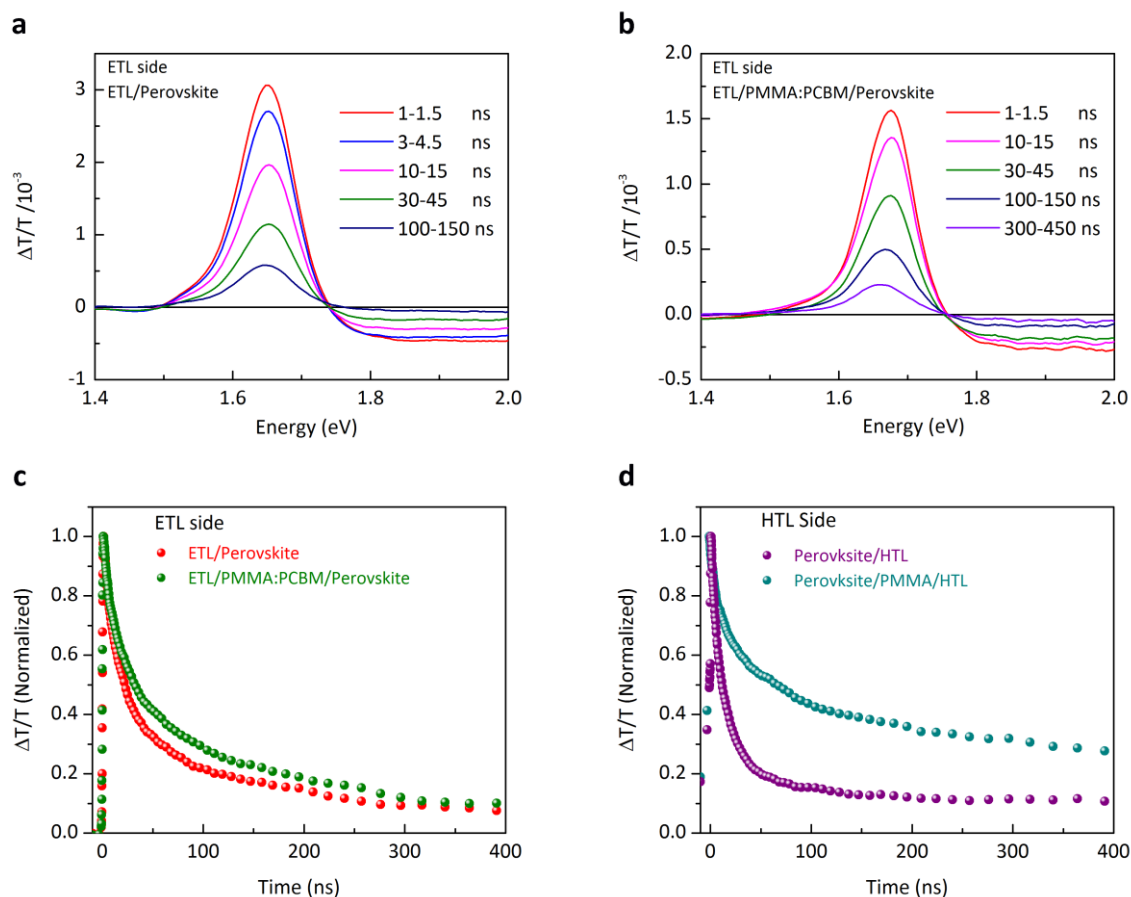 a
ETL side
ETL/Perovskite
1-1.5 ns
3-4.5 ns
10-15 ns
30-45 ns
100-150 ns
ΔT/T /10⁻³
3
2
1
0
-1
1.4 1.6 1.8 2.0
Energy (eV)
b
ETL side
ETL/PMMA:PCBM/Perovskite
1-1.5 ns
10-15 ns
30-45 ns
100-150 ns
300-450 ns
ΔT/T /10⁻³
2.0
1.5
1.0
0.5
0.0
-0.5
1.4 1.6 1.8 2.0
Energy (eV)
c
ETL side
ETL/Perovskite
ETL/PMMA:PCBM/Perovskite
ΔT/T (Normalized)
1.0
0.8
0.6
0.4
0.2
0.0
0 100 200 300 400
Time (ns)
d
HTL Side
Perovksite/HTL
Perovksite/PMMA/HTL
ΔT/T (Normalized)
1.0
0.8
0.6
0.4
0.2
0.0
0 100 200 300 400
Time (ns)